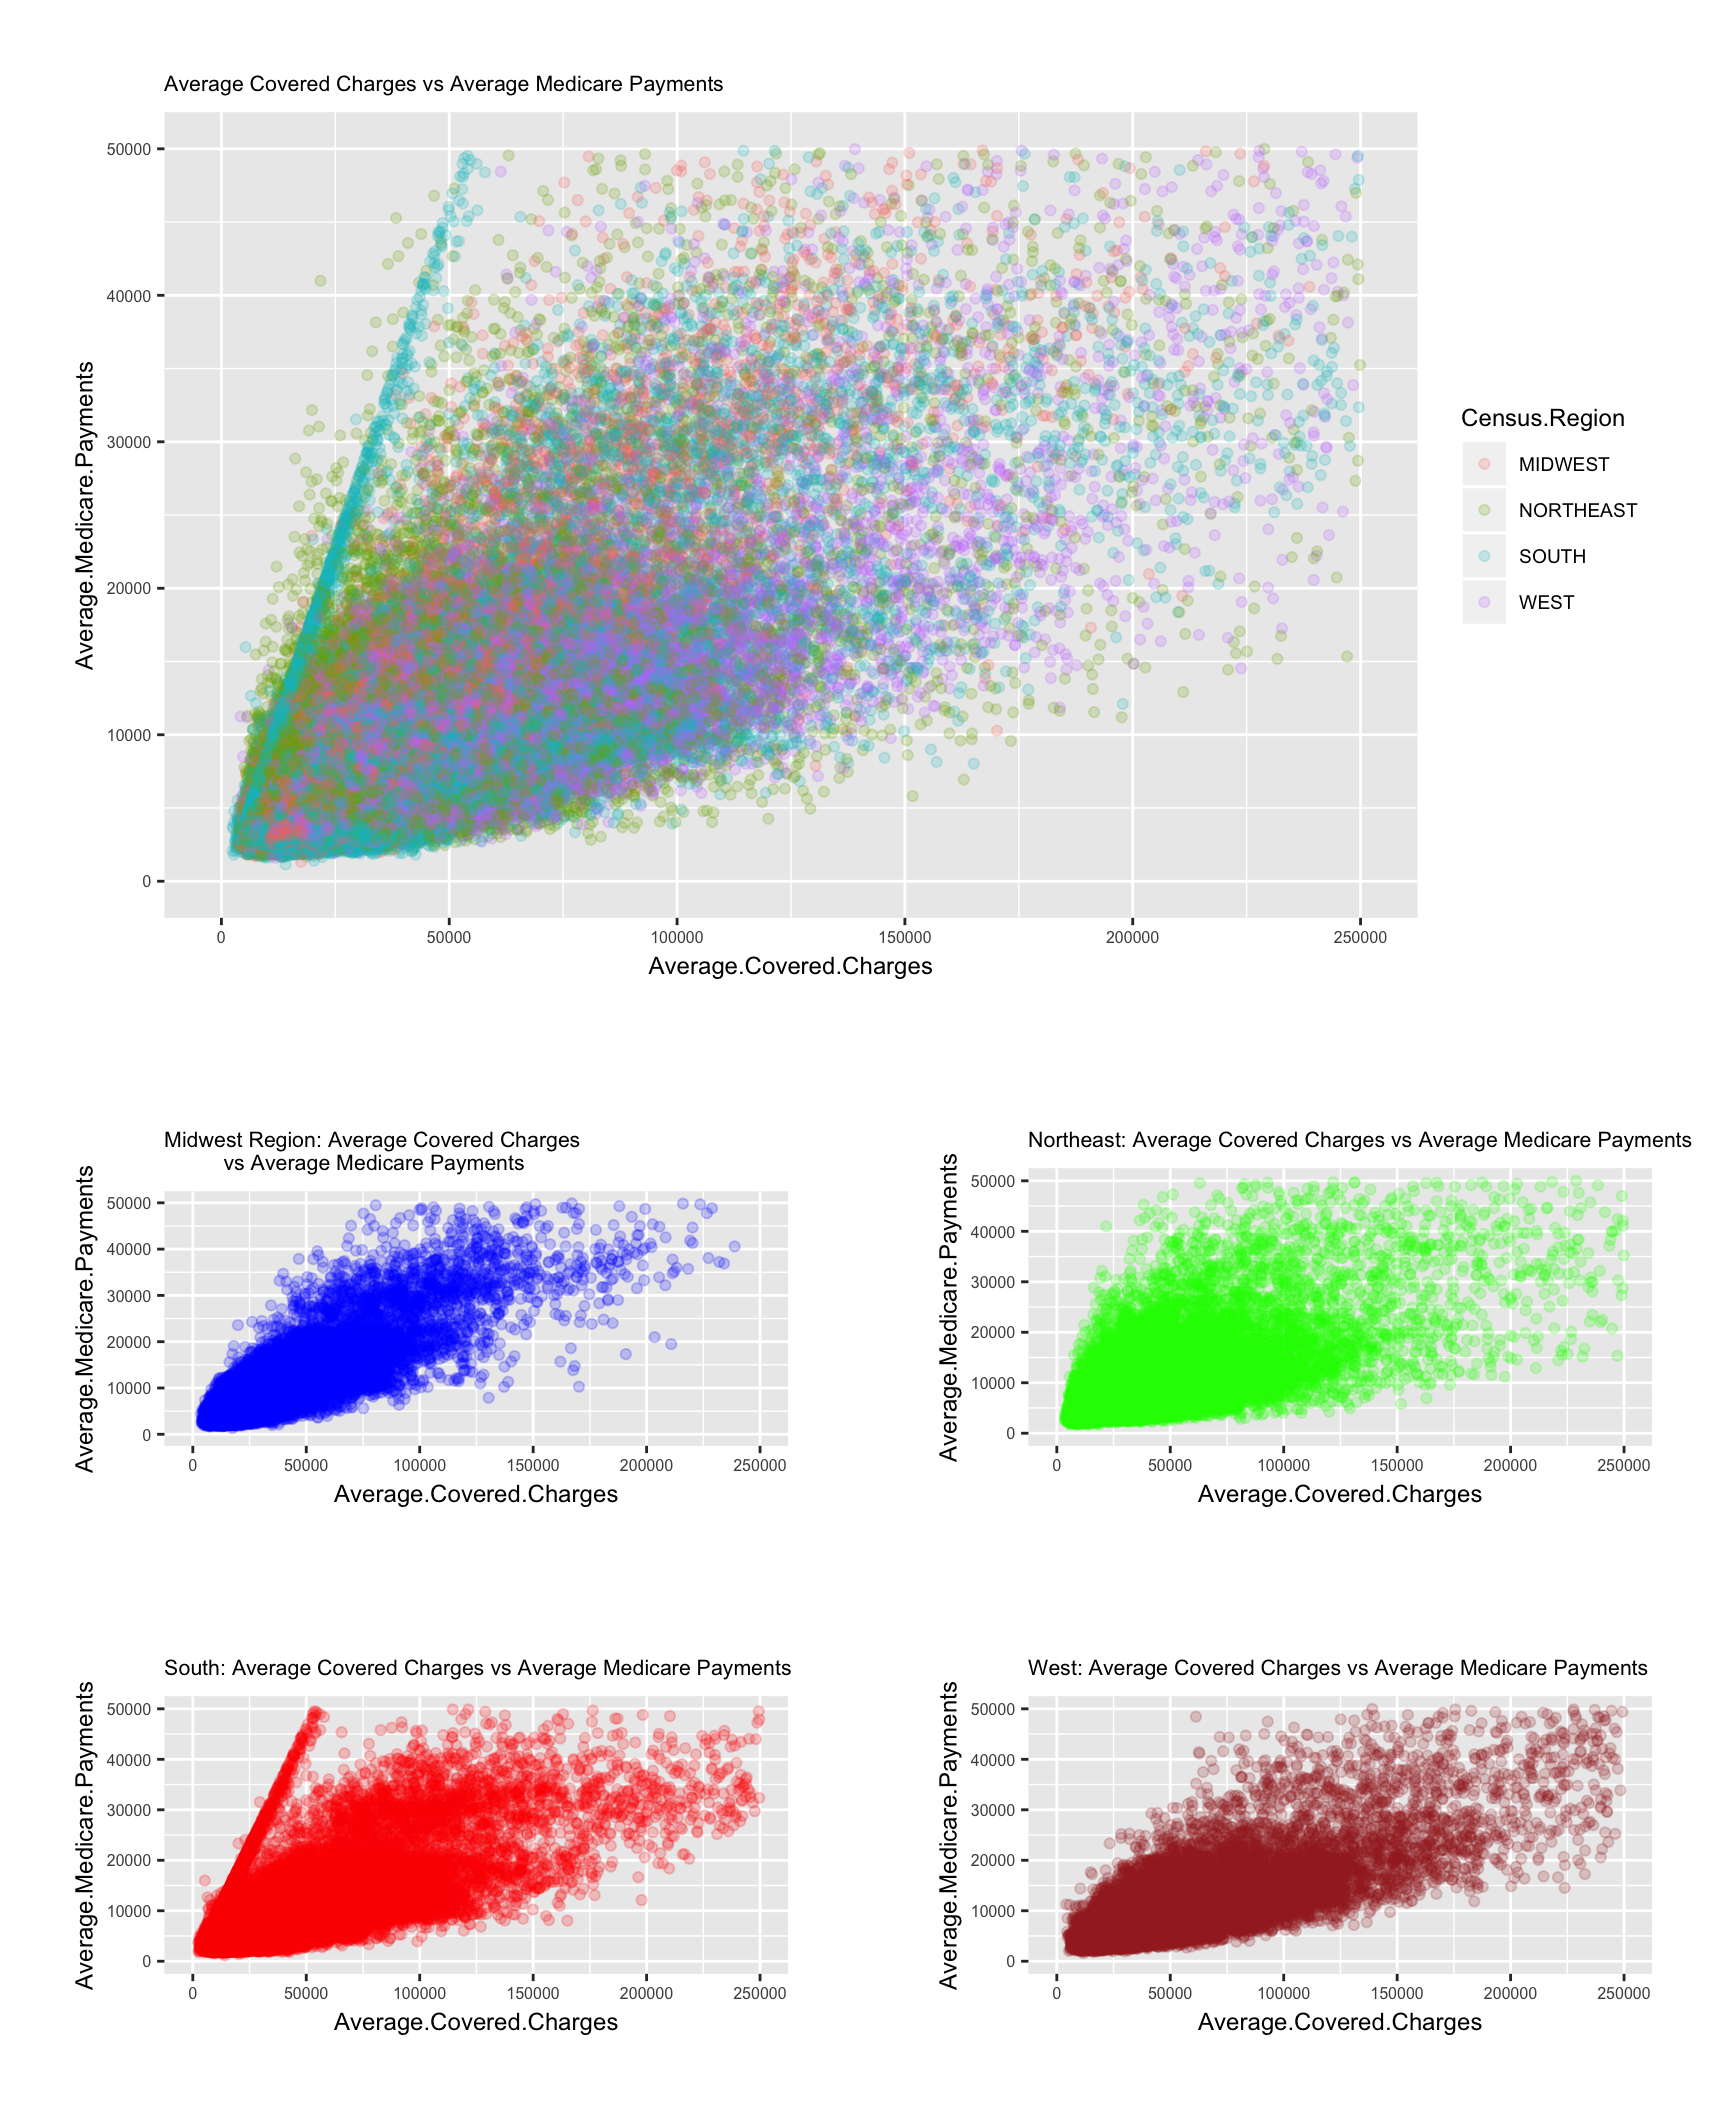 Average Covered Charges vs Average Medicare Payments
50000
40000
30000
20000
10000
0
Average.Medicare.Payments
0 50000 100000 150000 200000 250000
Average.Covered.Charges
Census.Region
MIDWEST
NORTHEAST
SOUTH
WEST
Midwest Region: Average Covered Charges
vs Average Medicare Payments
50000
40000
30000
20000
10000
0
Average.Medicare.Payments
0 50000 100000 150000 200000 250000
Average.Covered.Charges
Northeast: Average Covered Charges vs Average Medicare Payments
50000
40000
30000
20000
10000
0
Average.Medicare.Payments
0 50000 100000 150000 200000 250000
Average.Covered.Charges
South: Average Covered Charges vs Average Medicare Payments
50000
40000
30000
20000
10000
0
Average.Medicare.Payments
0 50000 100000 150000 200000 250000
Average.Covered.Charges
West: Average Covered Charges vs Average Medicare Payments
50000
40000
30000
20000
10000
0
Average.Medicare.Payments
0 50000 100000 150000 200000 250000
Average.Covered.Charges